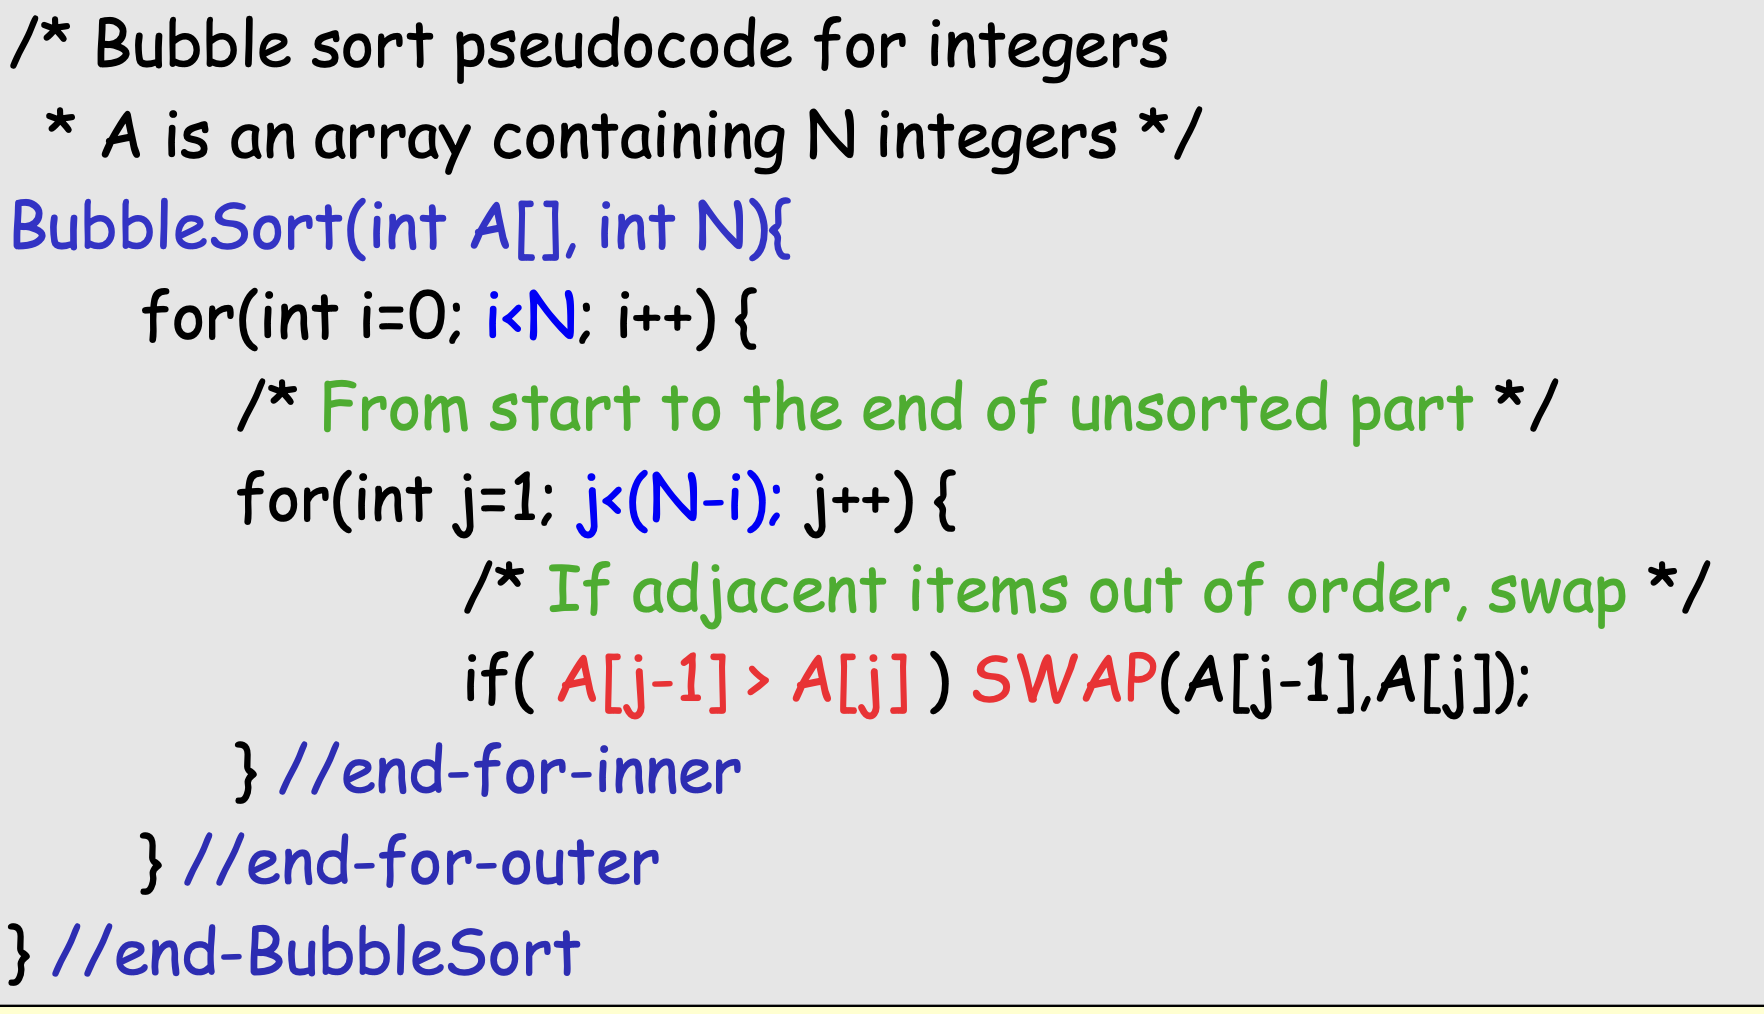 /* Bubble sort pseudocode for integers
* A is an array containing N integers */
BubbleSort(int A[], int N){
for(int i=0; i<N; i++) {
/* From start to the end of unsorted part */
for(int j=1; j<(N-i); j++) {
/* If adjacent items out of order, swap */
if( A[j-1] > A[j] ) SWAP(A[j-1],A[j]);
} //end-for-inner
} //end-for-outer
} //end-BubbleSort